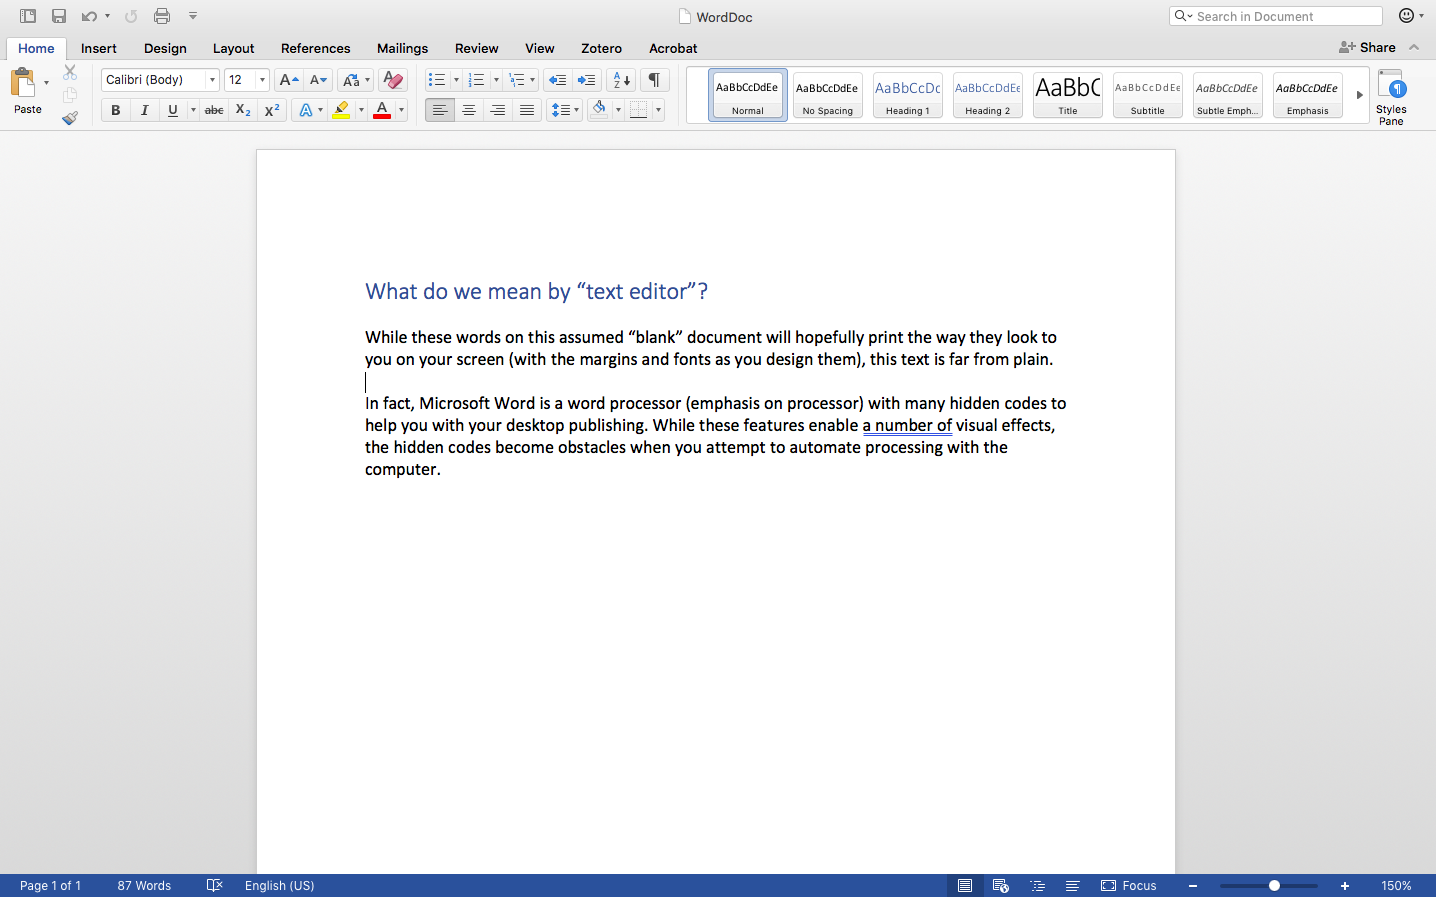 WordDoc
Search in Document
Home Insert Design Layout References Mailings Review View Zotero Acrobat
Share
Paste
Calibri (Body) 12
B I U abc X2 X2
AaBbCcDdEe AaBbCcDdEe AaBbCcDc AaBbCcDdEe AaBbC AaBbCcDdEe AaBbCcDdEe AaBbCcDdEe
Normal No Spacing Heading 1 Heading 2 Title Subtitle Subtle Emph... Emphasis
Styles
Pane
What do we mean by “text editor”?
While these words on this assumed “blank” document will hopefully print the way they look to
you on your screen (with the margins and fonts as you design them), this text is far from plain.
In fact, Microsoft Word is a word processor (emphasis on processor) with many hidden codes to
help you with your desktop publishing. While these features enable a number of visual effects,
the hidden codes become obstacles when you attempt to automate processing with the
computer.
Page 1 of 1 87 Words English (US) Focus 150%